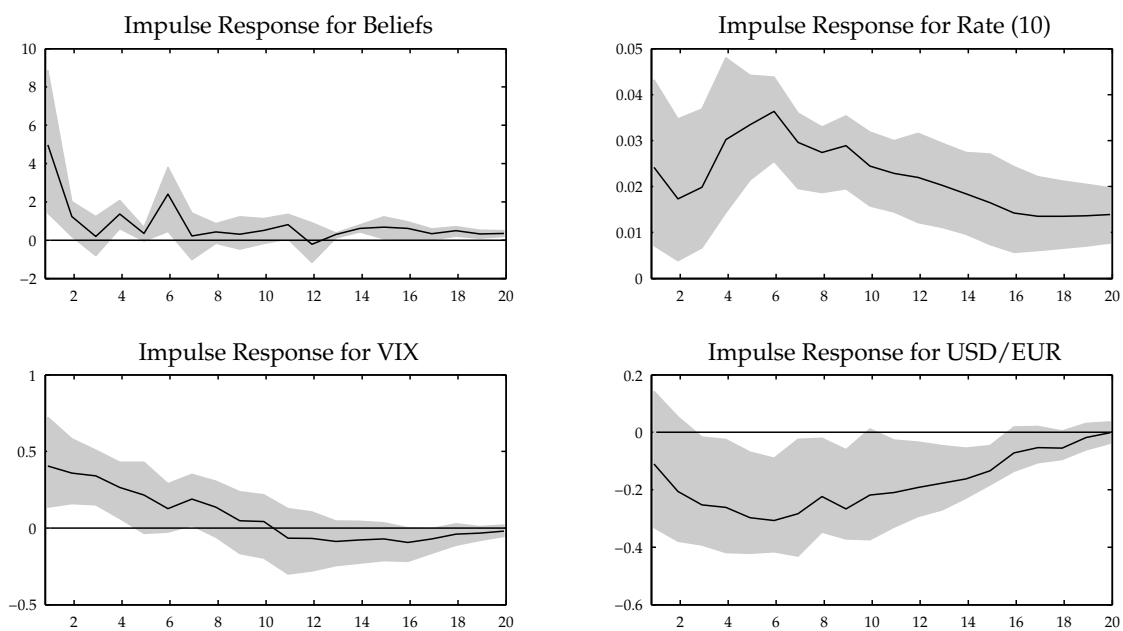 Impulse Response for Beliefs
10
8
6
4
2
0
−2
2 4 6 8 10 12 14 16 18 20
Impulse Response for Rate (10)
0.05
0.04
0.03
0.02
0.01
0
2 4 6 8 10 12 14 16 18 20
Impulse Response for VIX
1
0.5
0
−0.5
2 4 6 8 10 12 14 16 18 20
Impulse Response for USD/EUR
0.2
0
−0.2
−0.4
−0.6
2 4 6 8 10 12 14 16 18 20